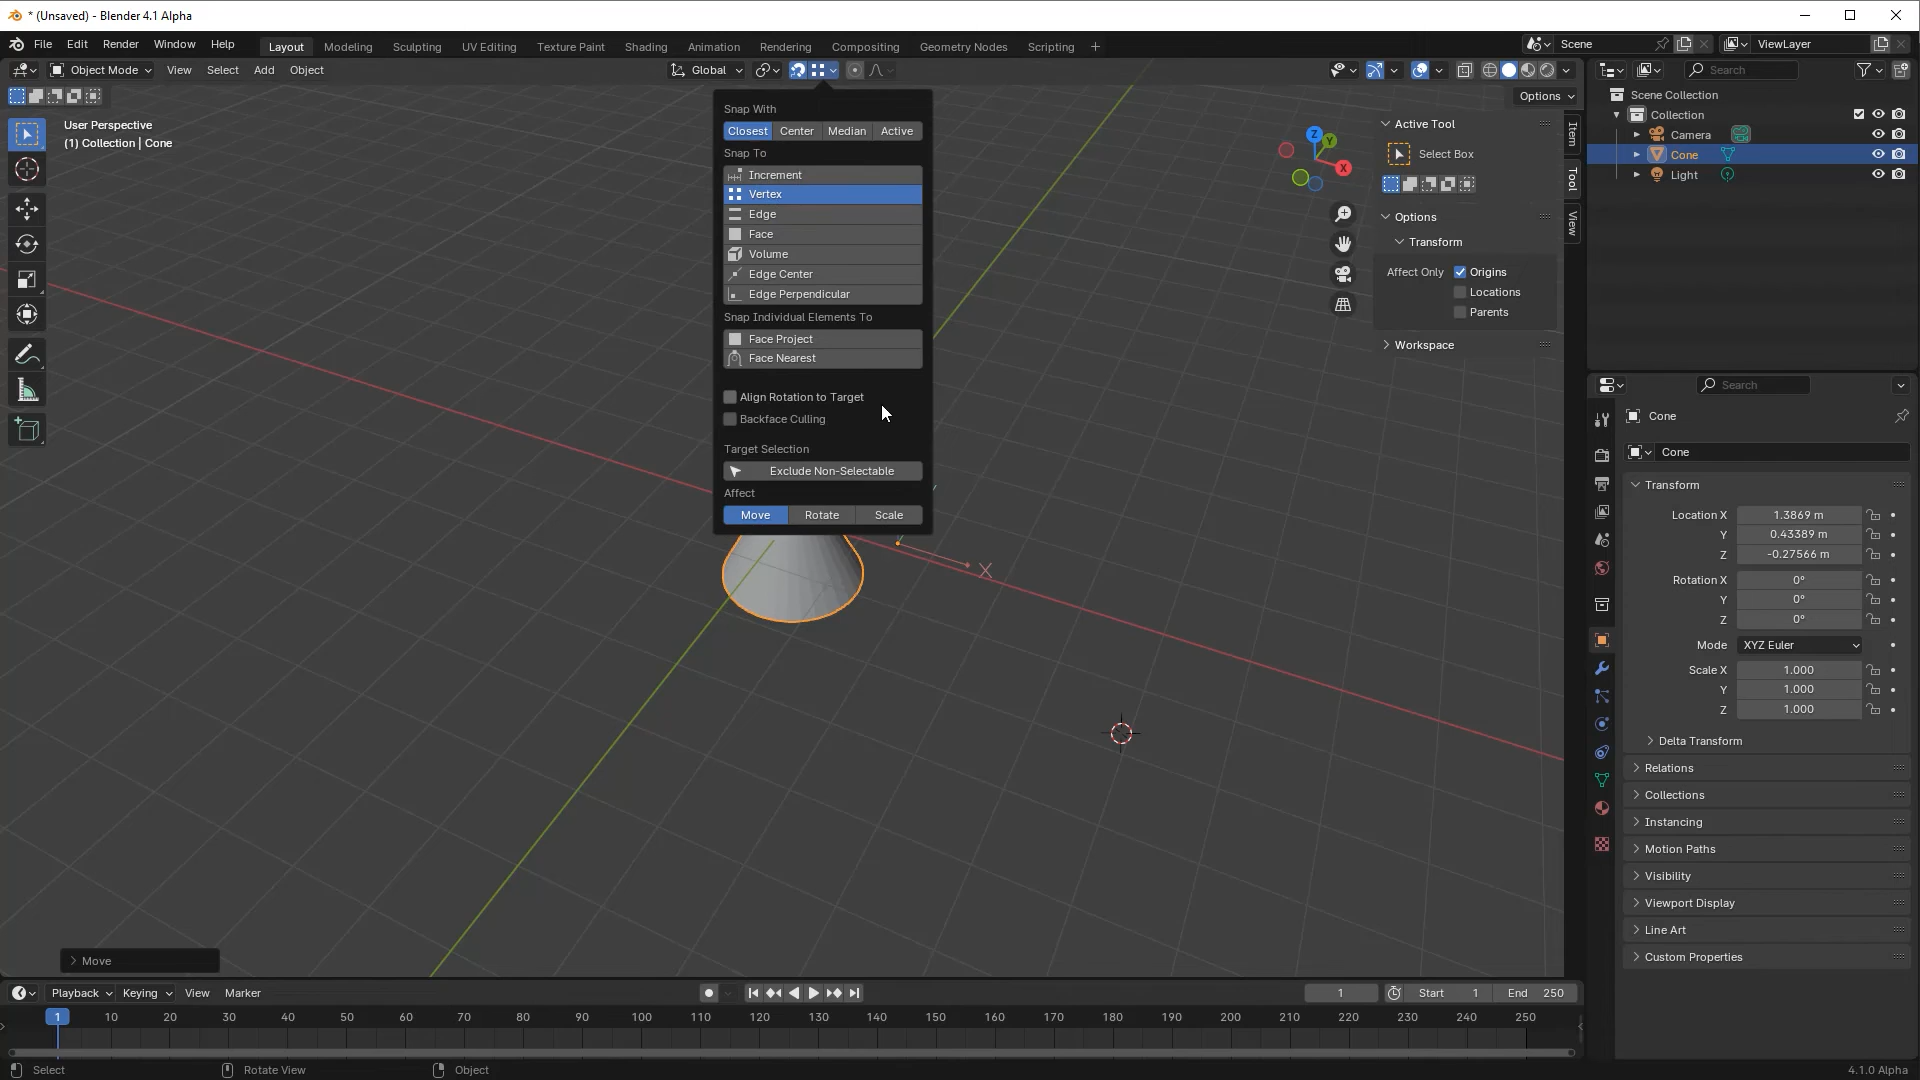 * (Unsaved) - Blender 4.1 Alpha
File Edit Render Window Help
Layout Modeling Sculpting UV Editing Texture Paint Shading Animation Rendering Compositing Geometry Nodes Scripting +
Scene
ViewLayer
Object Mode View Select Add Object
Global
Search
Options
User Perspective
(1) Collection | Cone
Snap With
Closest Center Median Active
Snap To
Increment
Vertex
Edge
Face
Volume
Edge Center
Edge Perpendicular
Snap Individual Elements To
Face Project
Face Nearest
Align Rotation to Target
Backface Culling
Target Selection
Exclude Non-Selectable
Affect
Move Rotate Scale
X
Z
Y
X
Active Tool
Select Box
Options
Transform
Affect Only Origins
Locations
Parents
Workspace
Item
Tool
View
Scene Collection
Collection
Camera
Cone
Light
Search
Cone
Cone
Transform
Location X 1.3869 m
Y 0.43389 m
Z -0.27566 m
Rotation X 0°
Y 0°
Z 0°
Mode XYZ Euler
Scale X 1.000
Y 1.000
Z 1.000
Delta Transform
Relations
Collections
Instancing
Motion Paths
Visibility
Viewport Display
Line Art
Custom Properties
Move
Playback Keying View Marker
1 Start 1 End 250
1 10 20 30 40 50 60 70 80 90 100 110 120 130 140 150 160 170 180 190 200 210 220 230 240 250
Select Rotate View Object
4.1.0 Alpha